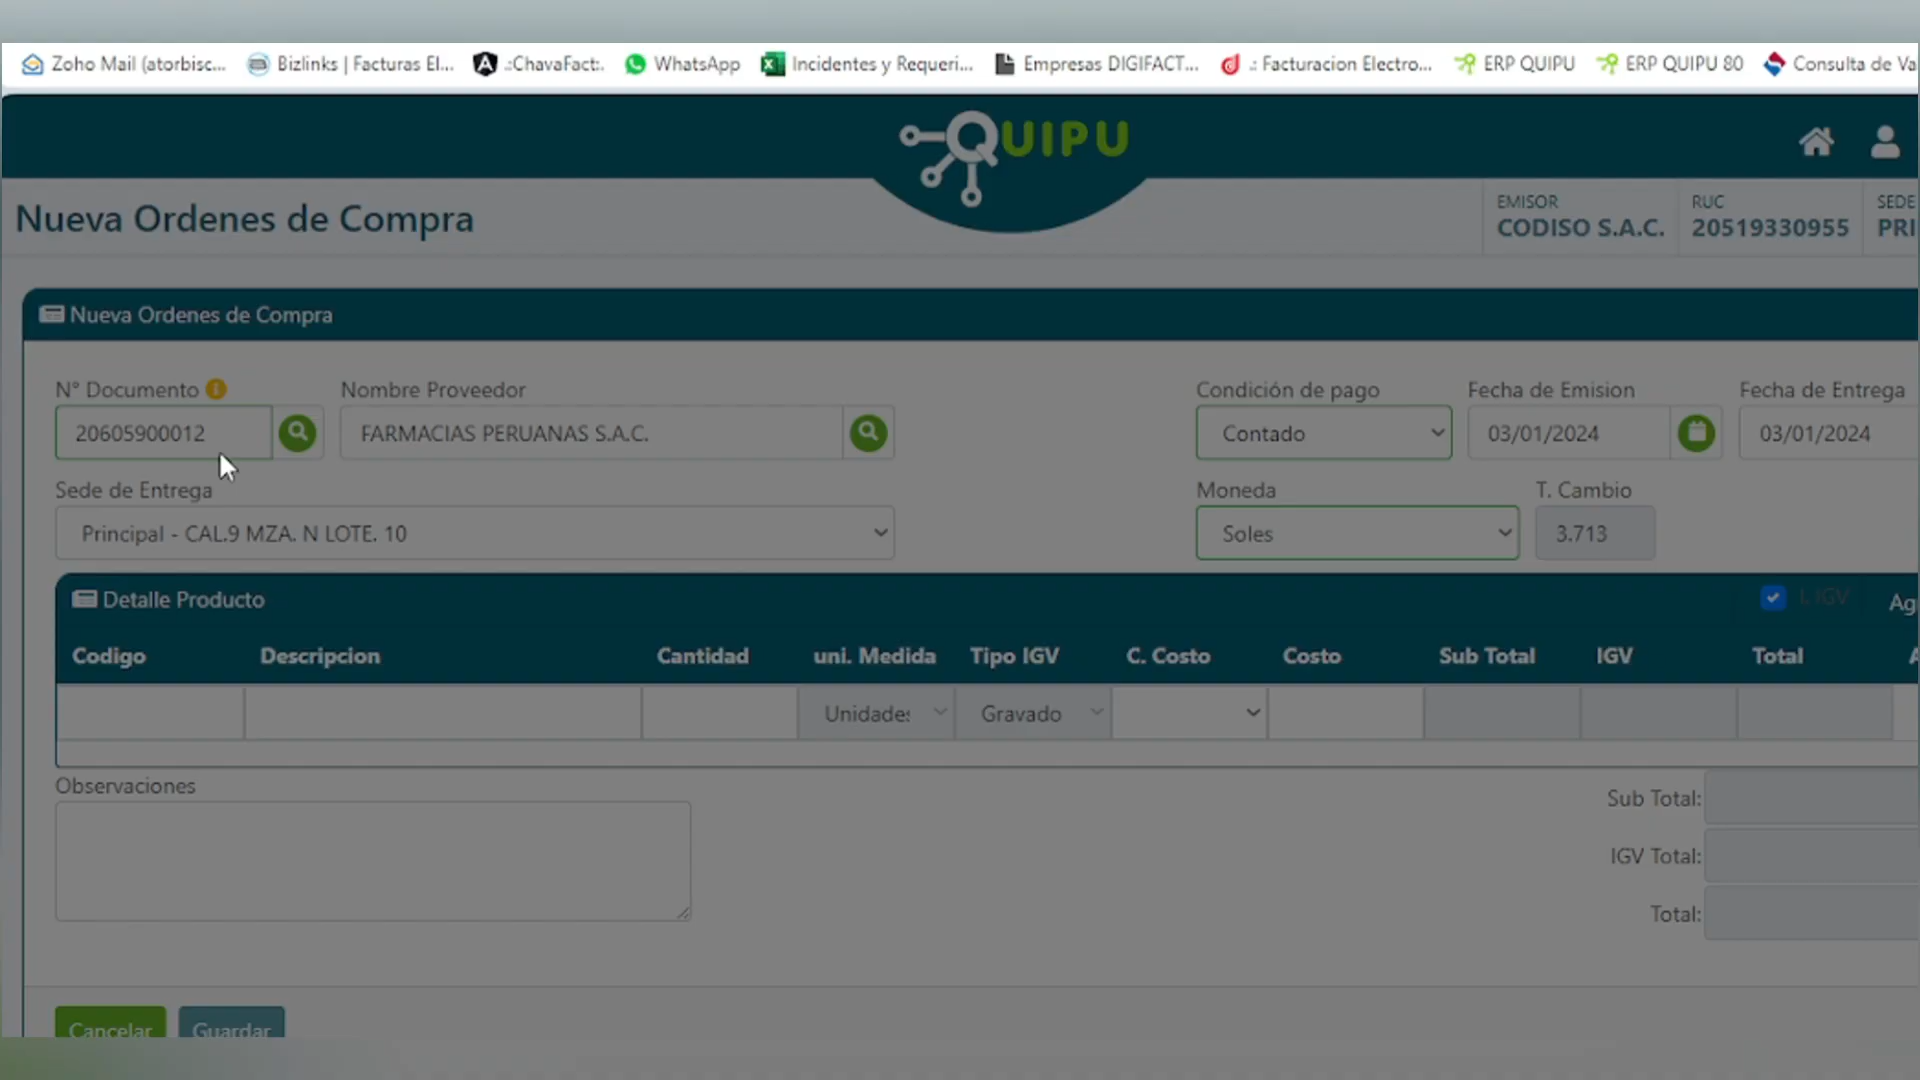 Zoho Mail (atorbisc... Bizlinks | Facturas El... .:ChavaFact:. WhatsApp Incidentes y Requeri... Empresas DIGIFACT... .: Facturacion Electro... ERP QUIPU ERP QUIPU 80 Consulta de Va
QUIPU
Nueva Ordenes de Compra
EMISOR RUC SEDE
CODISO S.A.C. 20519330955 PRI
Nueva Ordenes de Compra
N° Documento Nombre Proveedor Condición de pago Fecha de Emision Fecha de Entrega
20605900012 FARMACIAS PERUANAS S.A.C. Contado 03/01/2024 03/01/2024
Sede de Entrega Moneda T. Cambio
Principal - CAL.9 MZA. N LOTE. 10 Soles 3.713
Detalle Producto I. IGV Ag
Codigo Descripcion Cantidad uni. Medida Tipo IGV C. Costo Costo Sub Total IGV Total A
Unidades Gravado
Observaciones
Sub Total:
IGV Total:
Total:
Cancelar Guardar